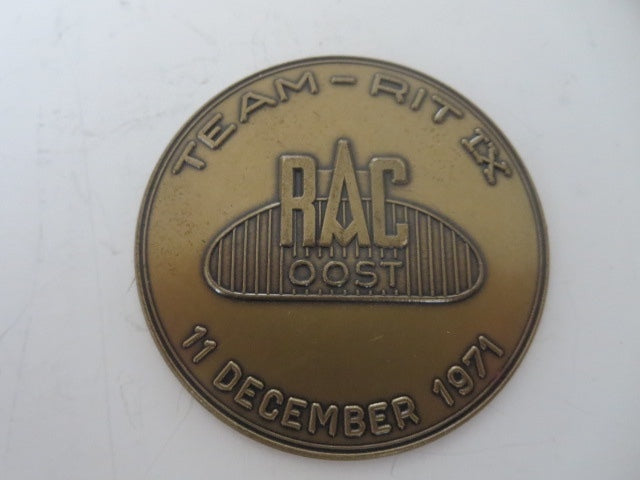 TEAM-RIT IX
RAC
OOST
11 DECEMBER 1971